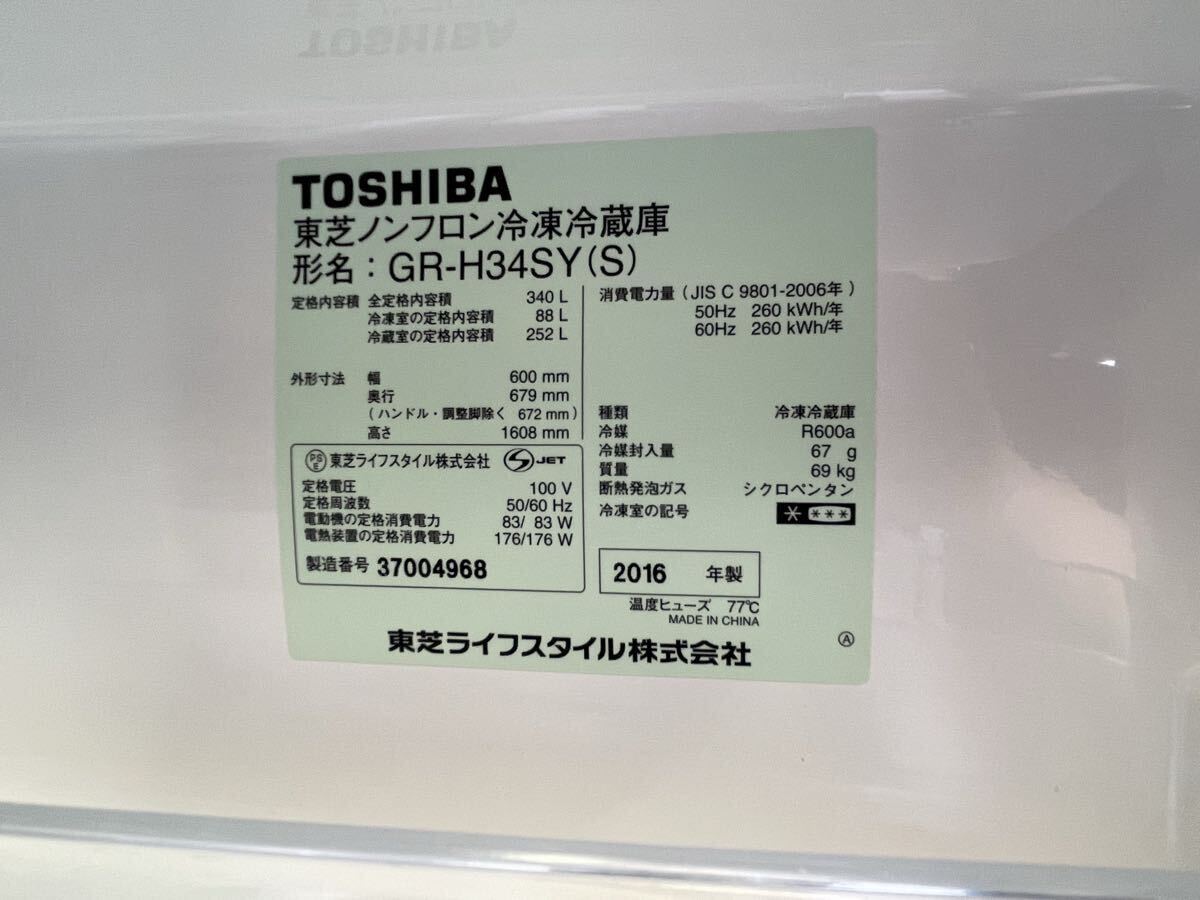 TOSHIBA
東芝ノンフロン冷凍冷蔵庫
形名：GR-H34SY(S)
定格内容積 全定格内容積 340 L
冷凍室の定格内容積 88 L
冷蔵室の定格内容積 252 L
消費電力量（JIS C 9801-2006年）
50Hz 260 kWh/年
60Hz 260 kWh/年
外形寸法 幅 600 mm
奥行 679 mm
（ハンドル・調整脚除く 672 mm）
高さ 1608 mm
種類 冷凍冷蔵庫
冷媒 R600a
冷媒封入量 67 g
質量 69 kg
断熱発泡ガス シクロペンタン
冷凍室の記号 * ***
PSE 東芝ライフスタイル株式会社 S JET
定格電圧 100 V
定格周波数 50/60 Hz
電動機の定格消費電力 83/ 83 W
電熱装置の定格消費電力 176/176 W
製造番号 37004968
2016 年製
温度ヒューズ 77℃
MADE IN CHINA
東芝ライフスタイル株式会社 Ⓐ